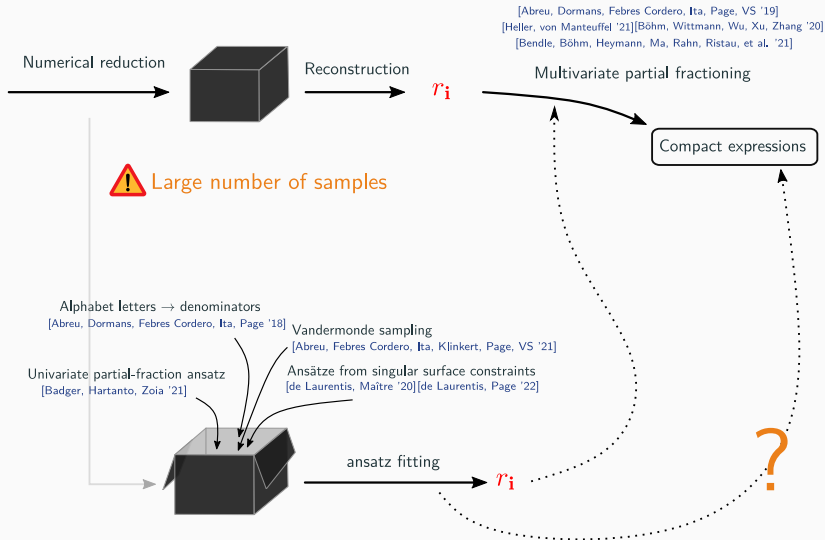 [Abreu, Dormans, Febres Cordero, Ita, Page, VS '19]
[Heller, von Manteuffel '21][Böhm, Wittmann, Wu, Xu, Zhang '20]
[Bendle, Böhm, Heymann, Ma, Rahn, Ristau, et al. '21]
Numerical reduction
Reconstruction
Multivariate partial fractioning
r_i
Compact expressions
! Large number of samples
Alphabet letters → denominators
[Abreu, Dormans, Febres Cordero, Ita, Page '18]
Vandermonde sampling
[Abreu, Febres Cordero, Ita, Klinkert, Page, VS '21]
Univariate partial-fraction ansatz
[Badger, Hartanto, Zoia '21]
Ansätze from singular surface constraints
[de Laurentis, Maître '20][de Laurentis, Page '22]
ansatz fitting
r_i
?